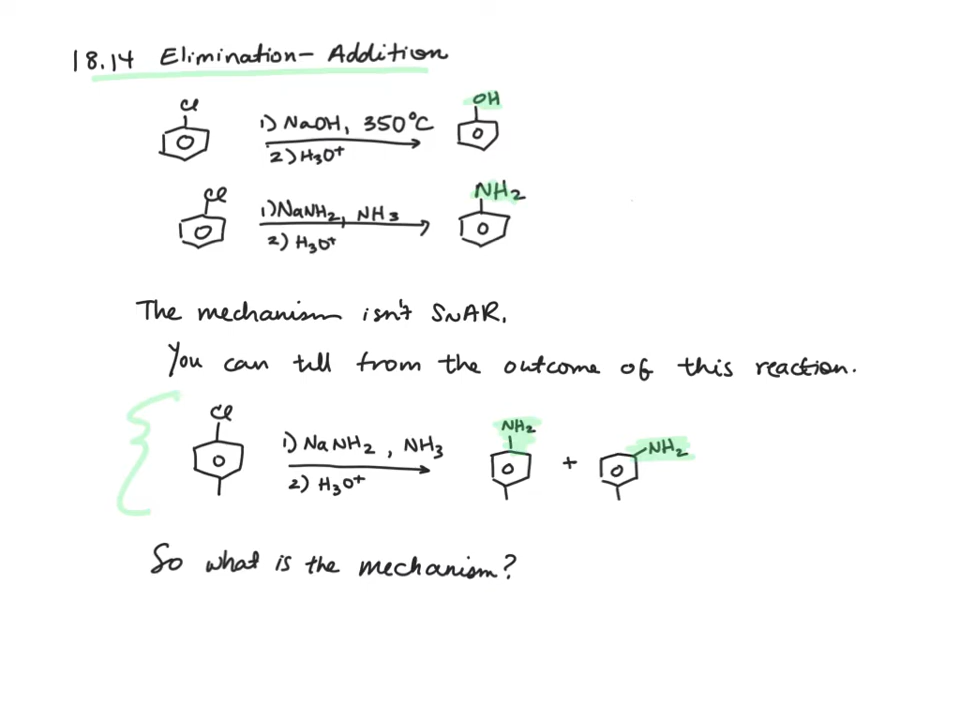 18.14 Elimination- Addition
Cl
OH
1) NaOH, 350°C
2) H3O+
Cl
NH2
1) NaNH2, NH3
2) H3O+
The mechanism isn't SNAR.
You can tell from the outcome of this reaction.
Cl
1) NaNH2, NH3
2) H3O+
NH2
+
NH2
So what is the mechanism?